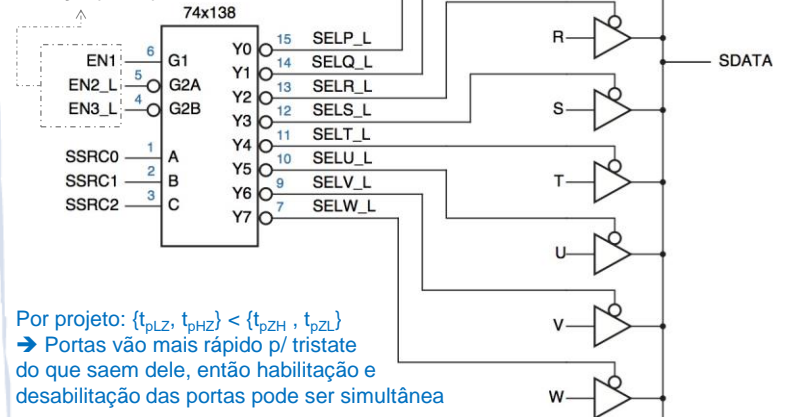 74x138
EN1 6 G1 Y0 15 SELP_L
EN2_L 5 G2A Y1 14 SELQ_L
EN3_L 4 G2B Y2 13 SELR_L
Y3 12 SELS_L
SSRC0 1 A Y4 11 SELT_L
SSRC1 2 B Y5 10 SELU_L
SSRC2 3 C Y6 9 SELV_L
Y7 7 SELW_L
R
SDATA
S
T
U
V
W
Por projeto: {tpLZ, tpHZ} < {tpZH , tpZL}
➔ Portas vão mais rápido p/ tristate
do que saem dele, então habilitação e
desabilitação das portas pode ser simultânea